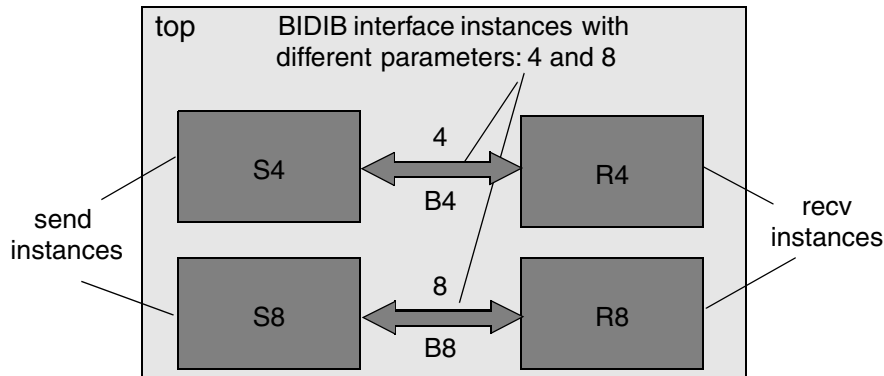 top
BIDIB interface instances with
different parameters: 4 and 8
S4
4
B4
R4
send
instances
recv
instances
S8
8
B8
R8